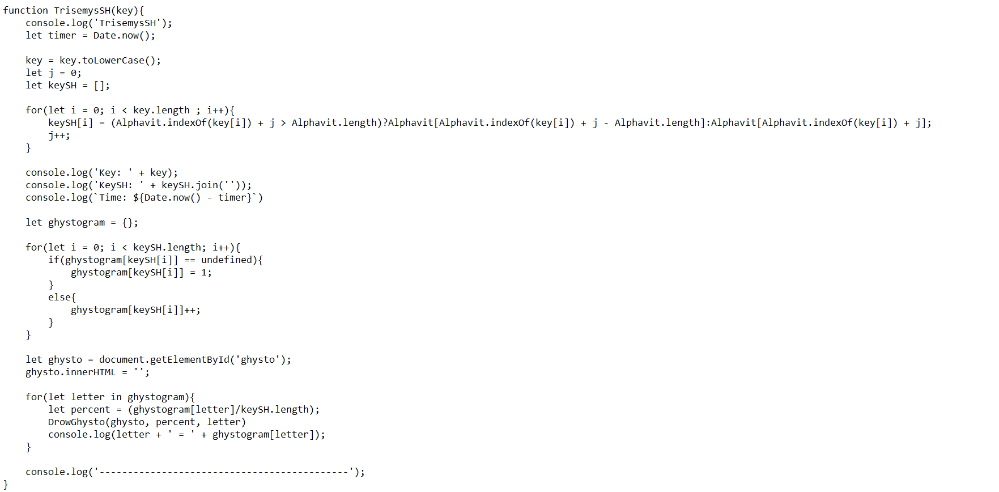 function TrisemysSH(key){
    console.log('TrisemysSH');
    let timer = Date.now();

    key = key.toLowerCase();
    let j = 0;
    let keySH = [];

    for(let i = 0; i < key.length ; i++){
        keySH[i] = (Alphavit.indexOf(key[i]) + j > Alphavit.length)?Alphavit[Alphavit.indexOf(key[i]) + j - Alphavit.length]:Alphavit[Alphavit.indexOf(key[i]) + j];
        j++;
    }

    console.log('Key: ' + key);
    console.log('KeySH: ' + keySH.join(''));
    console.log(`Time: ${Date.now() - timer}`)

    let ghystogram = {};

    for(let i = 0; i < keySH.length; i++){
        if(ghystogram[keySH[i]] == undefined){
            ghystogram[keySH[i]] = 1;
        }
        else{
            ghystogram[keySH[i]]++;
        }
    }

    let ghysto = document.getElementById('ghysto');
    ghysto.innerHTML = '';

    for(let letter in ghystogram){
        let percent = (ghystogram[letter]/keySH.length);
        DrowGhysto(ghysto, percent, letter)
        console.log(letter + ' = ' + ghystogram[letter]);
    }

    console.log('--------------------------------------------');
}